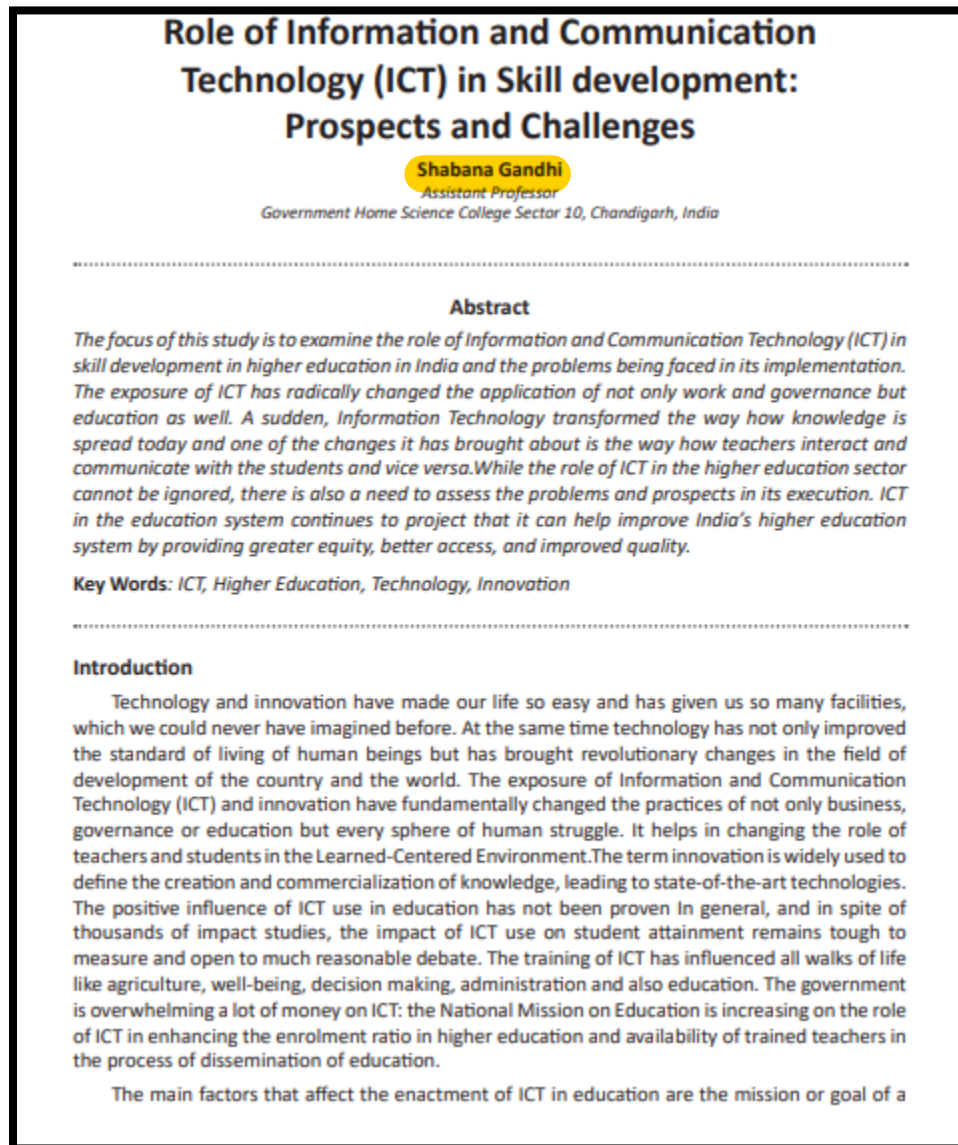 Role of Information and Communication
Technology (ICT) in Skill development:
Prospects and Challenges
Shabana Gandhi
Assistant Professor
Government Home Science College Sector 10, Chandigarh, India
Abstract
The focus of this study is to examine the role of Information and Communication Technology (ICT) in
skill development in higher education in India and the problems being faced in its implementation.
The exposure of ICT has radically changed the application of not only work and governance but
education as well. A sudden, Information Technology transformed the way how knowledge is
spread today and one of the changes it has brought about is the way how teachers interact and
communicate with the students and vice versa.While the role of ICT in the higher education sector
cannot be ignored, there is also a need to assess the problems and prospects in its execution. ICT
in the education system continues to project that it can help improve India's higher education
system by providing greater equity, better access, and improved quality.
Key Words: ICT, Higher Education, Technology, Innovation
Introduction
Technology and innovation have made our life so easy and has given us so many facilities,
which we could never have imagined before. At the same time technology has not only improved
the standard of living of human beings but has brought revolutionary changes in the field of
development of the country and the world. The exposure of Information and Communication
Technology (ICT) and innovation have fundamentally changed the practices of not only business,
governance or education but every sphere of human struggle. It helps in changing the role of
teachers and students in the Learned-Centered Environment.The term innovation is widely used to
define the creation and commercialization of knowledge, leading to state-of-the-art technologies.
The positive influence of ICT use in education has not been proven In general, and in spite of
thousands of impact studies, the impact of ICT use on student attainment remains tough to
measure and open to much reasonable debate. The training of ICT has influenced all walks of life
like agriculture, well-being, decision making, administration and also education. The government
is overwhelming a lot of money on ICT: the National Mission on Education is increasing on the role
of ICT in enhancing the enrolment ratio in higher education and availability of trained teachers in
the process of dissemination of education.
The main factors that affect the enactment of ICT in education are the mission or goal of a